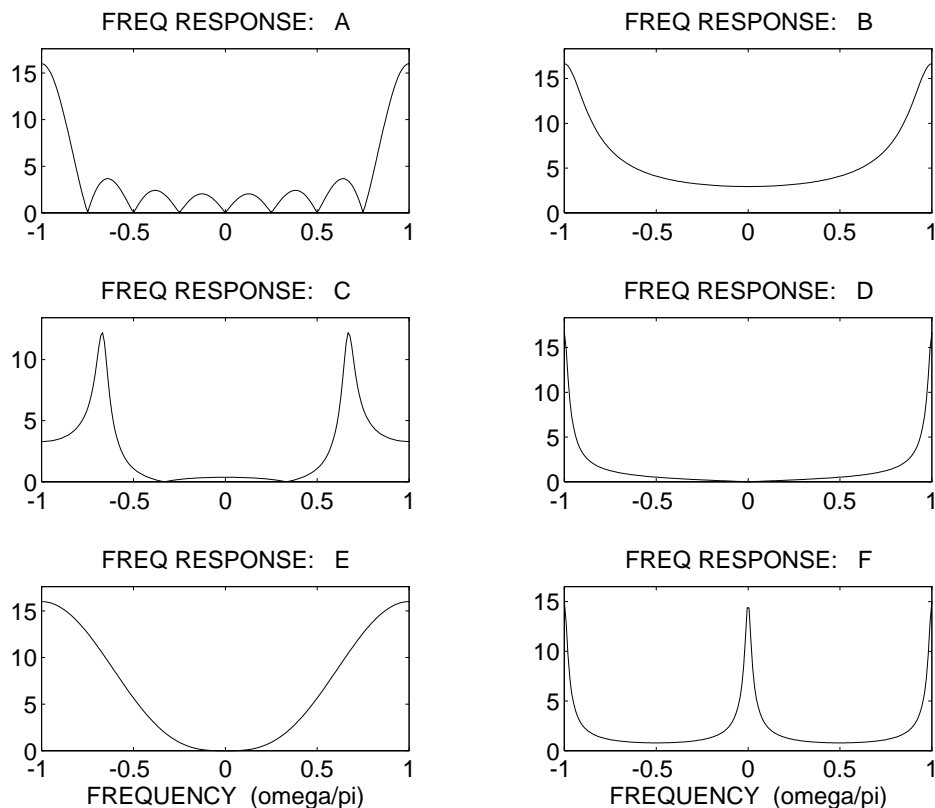 FREQ RESPONSE: A
15
10
5
0
-1 -0.5 0 0.5 1
FREQ RESPONSE: B
15
10
5
0
-1 -0.5 0 0.5 1
FREQ RESPONSE: C
10
5
0
-1 -0.5 0 0.5 1
FREQ RESPONSE: D
15
10
5
0
-1 -0.5 0 0.5 1
FREQ RESPONSE: E
15
10
5
0
-1 -0.5 0 0.5 1
FREQUENCY (omega/pi)
FREQ RESPONSE: F
15
10
5
0
-1 -0.5 0 0.5 1
FREQUENCY (omega/pi)